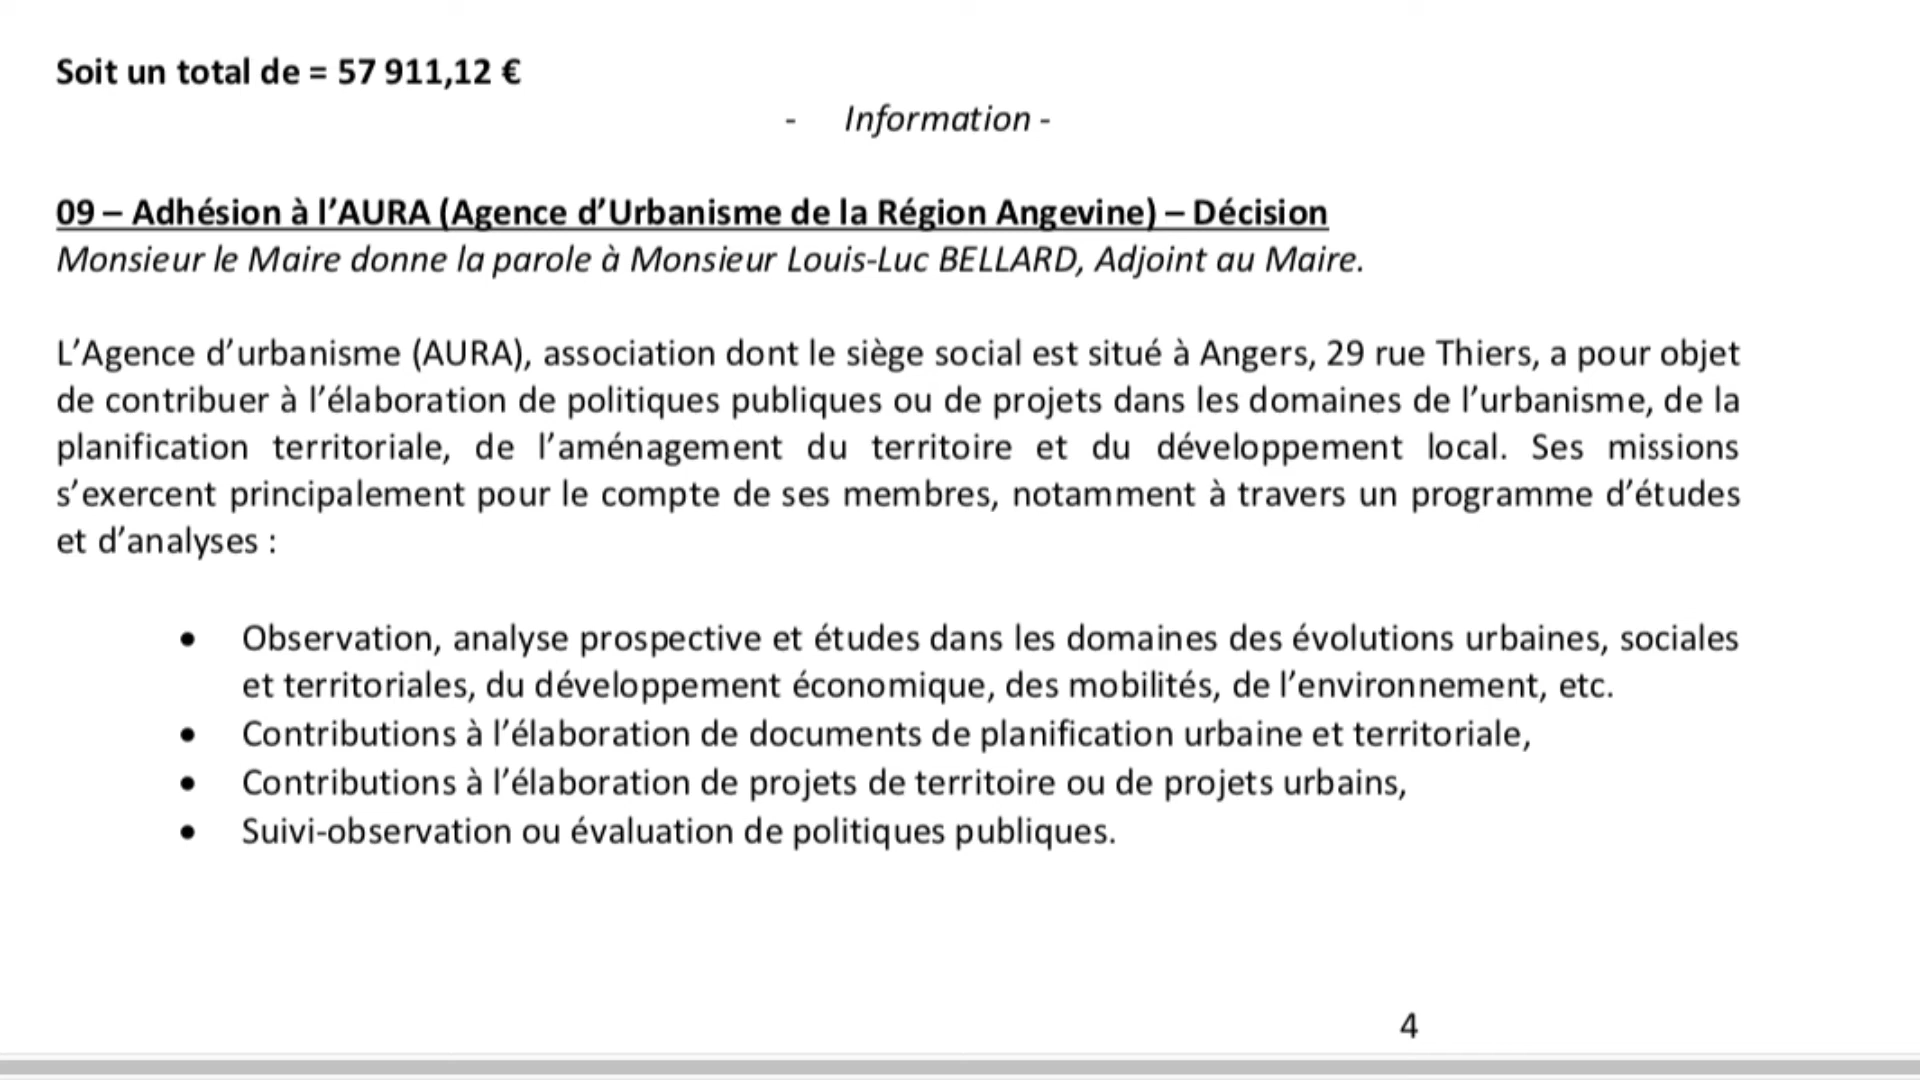 Soit un total de = 57 911,12 €
- Information -
09 – Adhésion à l’AURA (Agence d’Urbanisme de la Région Angevine) – Décision
Monsieur le Maire donne la parole à Monsieur Louis-Luc BELLARD, Adjoint au Maire.
L’Agence d’urbanisme (AURA), association dont le siège social est situé à Angers, 29 rue Thiers, a pour objet
de contribuer à l’élaboration de politiques publiques ou de projets dans les domaines de l’urbanisme, de la
planification territoriale, de l’aménagement du territoire et du développement local. Ses missions
s’exercent principalement pour le compte de ses membres, notamment à travers un programme d’études
et d’analyses :
• Observation, analyse prospective et études dans les domaines des évolutions urbaines, sociales
et territoriales, du développement économique, des mobilités, de l’environnement, etc.
• Contributions à l’élaboration de documents de planification urbaine et territoriale,
• Contributions à l’élaboration de projets de territoire ou de projets urbains,
• Suivi-observation ou évaluation de politiques publiques.
4